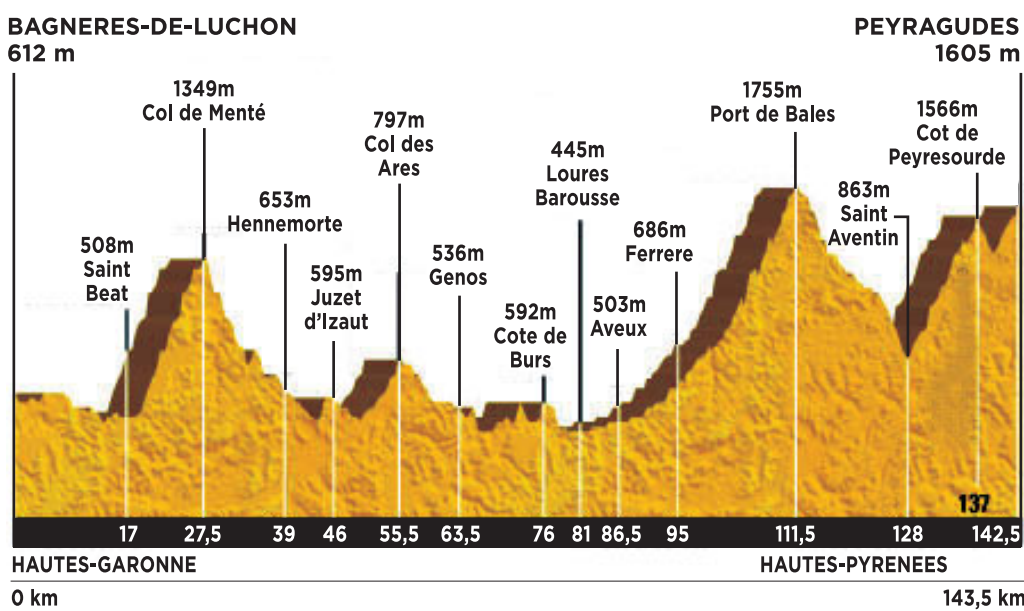 BAGNERES-DE-LUCHON
612 m
PEYRAGUDES
1605 m
1349m
Col de Menté
797m
Col des
Ares
1755m
Port de Bales
1566m
Cot de
Peyresourde
445m
Loures
Barousse
863m
Saint
Aventin
653m
Hennemorte
508m
Saint
Beat
595m
Juzet
d'Izaut
536m
Genos
686m
Ferrere
592m
Cote de
Burs
503m
Aveux
137
17 27,5 39 46 55,5 63,5 76 81 86,5 95 111,5 128 142,5
HAUTES-GARONNE HAUTES-PYRENEES
0 km 143,5 km